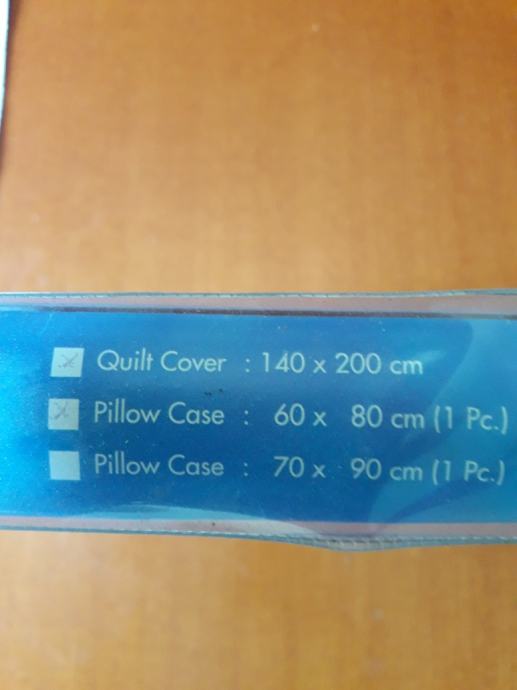 Quilt Cover : 140 x 200 cm
Pillow Case : 60 x 80 cm (1 Pc.)
Pillow Case : 70 x 90 cm (1 Pc.)